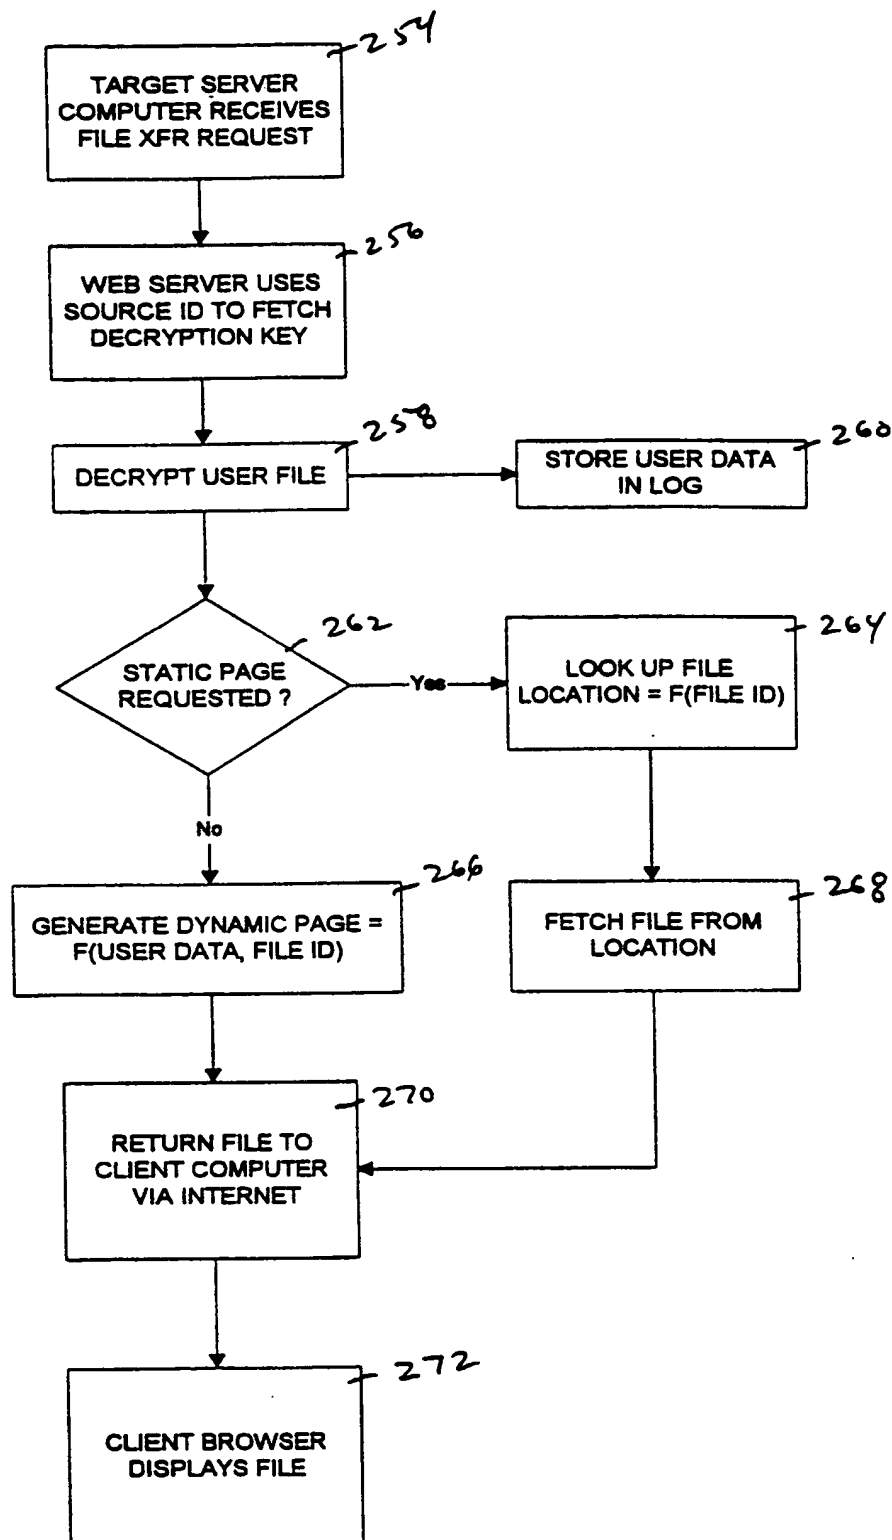 254
TARGET SERVER
COMPUTER RECEIVES
FILE XFR REQUEST
256
WEB SERVER USES
SOURCE ID TO FETCH
DECRYPTION KEY
258
DECRYPT USER FILE
260
STORE USER DATA
IN LOG
262
STATIC PAGE
REQUESTED ?
Yes
264
LOOK UP FILE
LOCATION = F(FILE ID)
No
266
GENERATE DYNAMIC PAGE =
F(USER DATA, FILE ID)
268
FETCH FILE FROM
LOCATION
270
RETURN FILE TO
CLIENT COMPUTER
VIA INTERNET
272
CLIENT BROWSER
DISPLAYS FILE